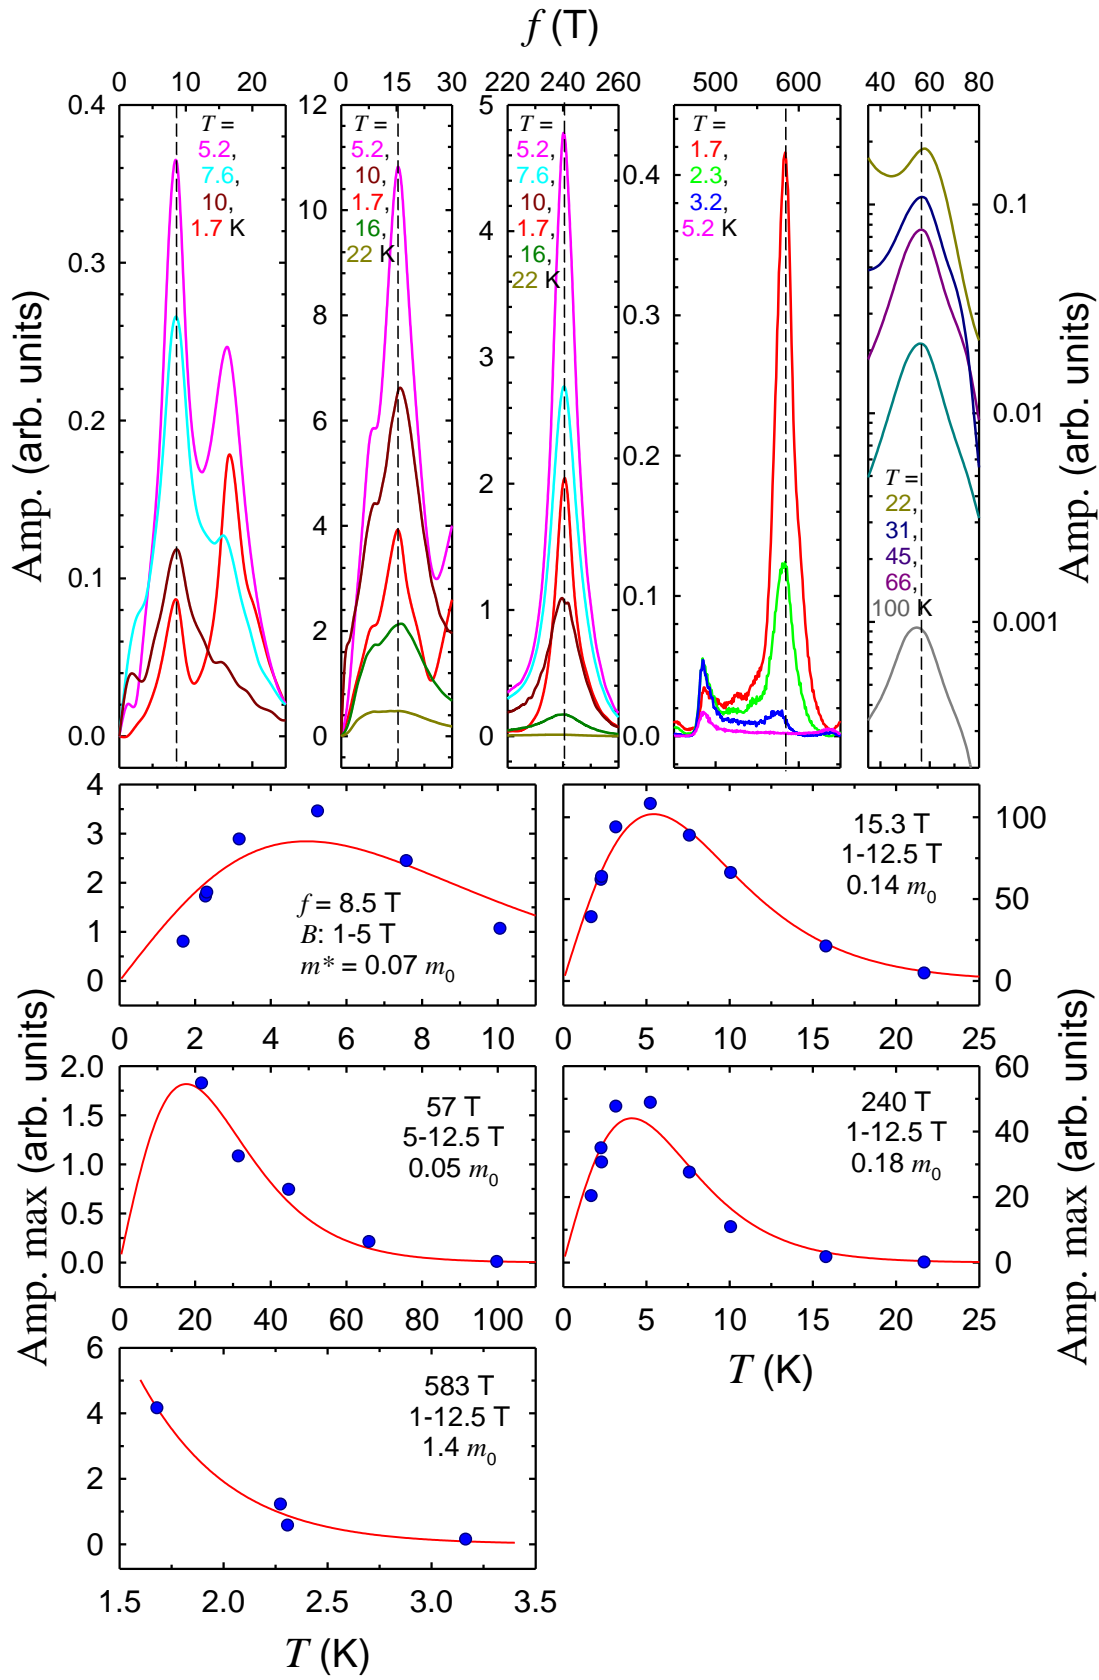 f (T)
0 10 20
0 15 30
220 240 260
500 600
40 60 80
0.4
0.3
0.2
0.1
0.0
Amp. (arb. units)
T =
5.2,
7.6,
10,
1.7 K
12
10
8
6
4
2
0
T =
5.2,
10,
1.7,
16,
22 K
5
4
3
2
1
0
T =
5.2,
7.6,
10,
1.7,
16,
22 K
0.4
0.3
0.2
0.1
0.0
T =
1.7,
2.3,
3.2,
5.2 K
T =
22,
31,
45,
66,
100 K
0.1
0.01
0.001
Amp. (arb. units)
4
3
2
1
0
f = 8.5 T
B: 1-5 T
m* = 0.07 m0
0 2 4 6 8 10
15.3 T
1-12.5 T
0.14 m0
100
50
0
0 5 10 15 20 25
Amp. max (arb. units)
2.0
1.5
1.0
0.5
0.0
57 T
5-12.5 T
0.05 m0
0 20 40 60 80 100
240 T
1-12.5 T
0.18 m0
60
40
20
0
0 5 10 15 20 25
T (K)
Amp. max (arb. units)
6
4
2
0
583 T
1-12.5 T
1.4 m0
1.5 2.0 2.5 3.0 3.5
T (K)